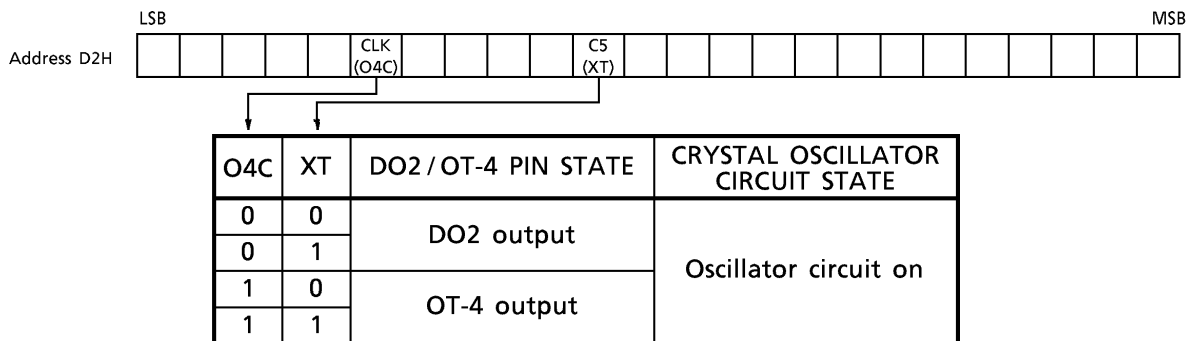 LSB MSB
Address D2H CLK (O4C) C5 (XT)
O4C XT DO2 / OT-4 PIN STATE CRYSTAL OSCILLATOR CIRCUIT STATE
0 0 DO2 output Oscillator circuit on
0 1
1 0 OT-4 output
1 1